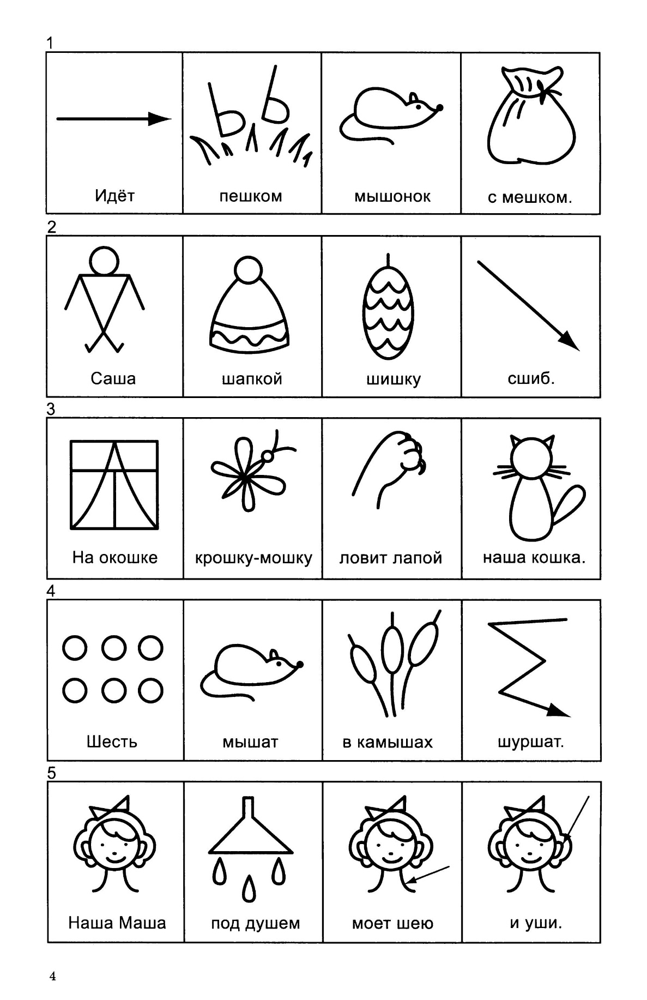 1
Идёт пешком мышонок с мешком.
2
Саша шапкой шишку сшиб.
3
На окошке крошку-мошку ловит лапой наша кошка.
4
Шесть мышат в камышах шуршат.
5
Наша Маша под душем моет шею и уши.
4